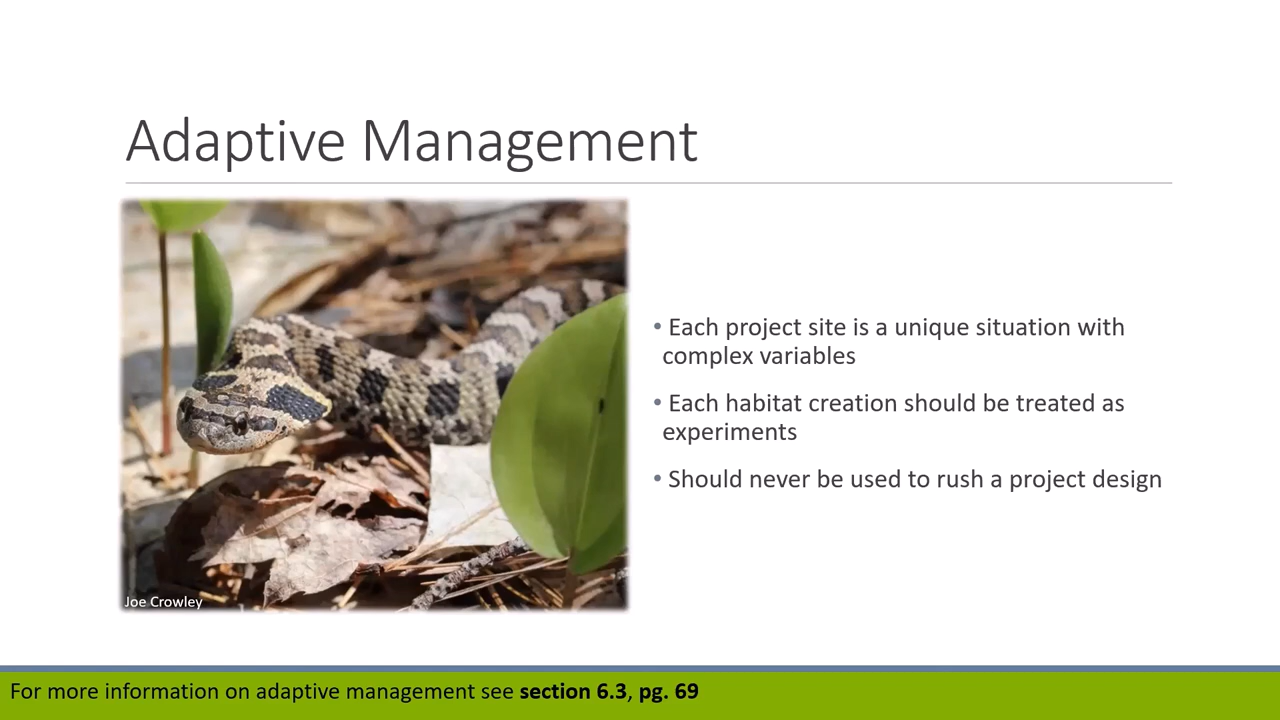 Adaptive Management
• Each project site is a unique situation with
complex variables
• Each habitat creation should be treated as
experiments
• Should never be used to rush a project design
Joe Crowley
For more information on adaptive management see section 6.3, pg. 69